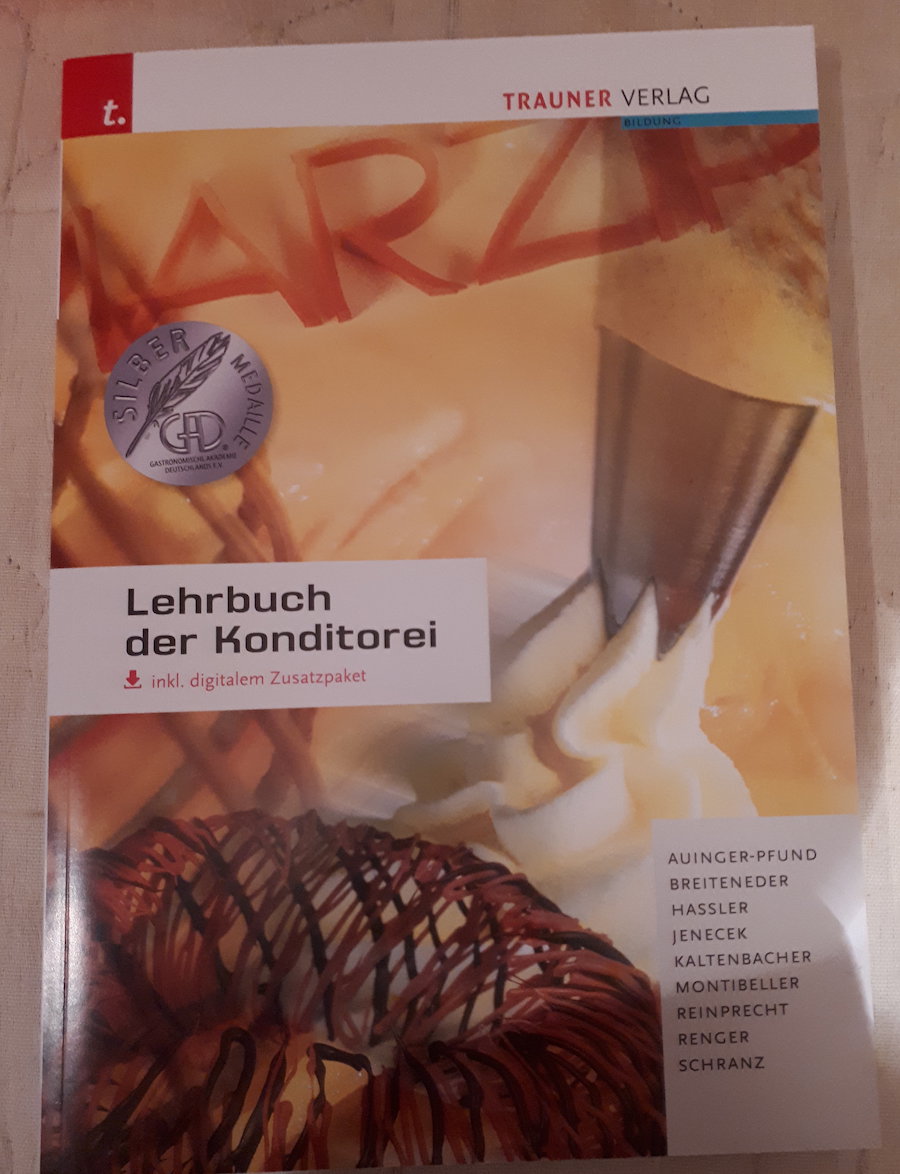 t.
TRAUNER VERLAG
BILDUNG
ARZI
SILBER MEDAILLE
GAD
GASTRONOMISCHE AKADEMIE
DEUTSCHLANDS E.V.
Lehrbuch
der Konditorei
inkl. digitalem Zusatzpaket
AUINGER-PFUND
BREITENEDER
HASSLER
JENECEK
KALTENBACHER
MONTIBELLER
REINPRECHT
RENGER
SCHRANZ